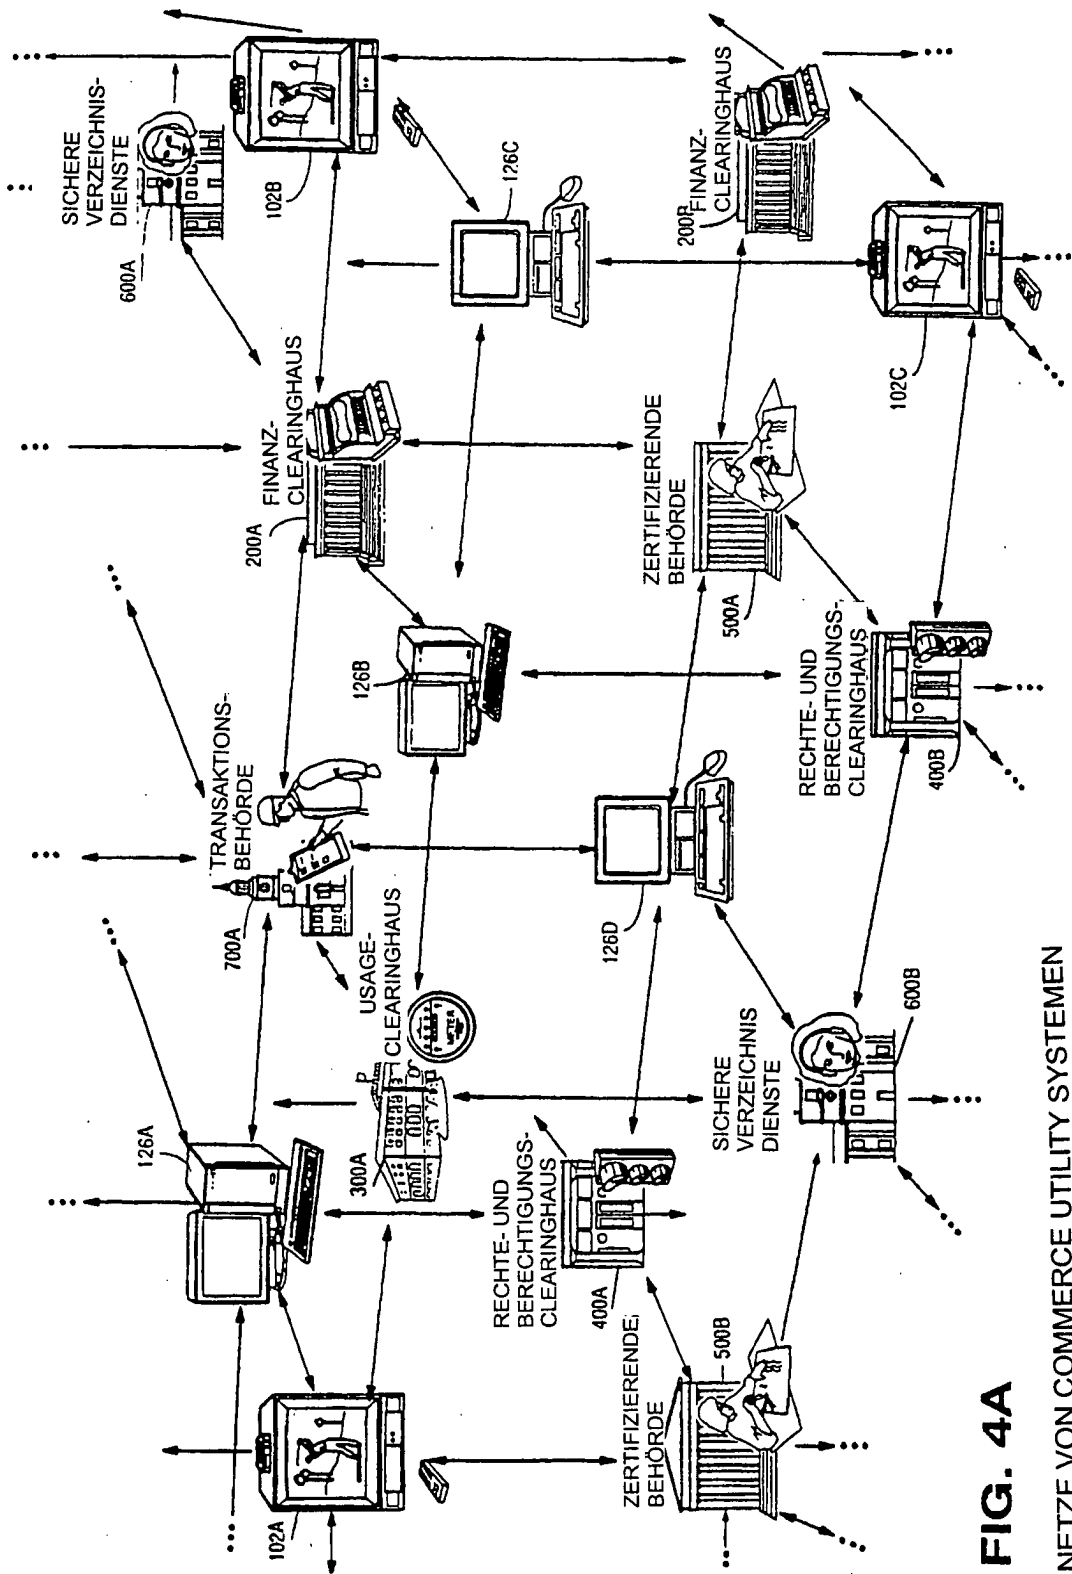 SICHERE
VERZEICHNIS-
DIENSTE
600A
102B
126C
FINANZ-
CLEARINGHAUS
200A
FINANZ-
CLEARINGHAUS
200B
102C
TRANSAKTIONS-
BEHÖRDE
700A
126B
ZERTIFIZIERENDE
BEHÖRDE
500A
RECHTE- UND
BERECHTIGUNGS-
CLEARINGHAUS
400B
126A
USAGE-
CLEARINGHAUS
METER
300A
126D
SICHERE
VERZEICHNIS
DIENSTE
600B
102A
RECHTE- UND
BERECHTIGUNGS-
CLEARINGHAUS
400A
ZERTIFIZIERENDE
BEHÖRDE
500B
FIG. 4A
NETZE VON COMMERCE UTILITY SYSTEMEN